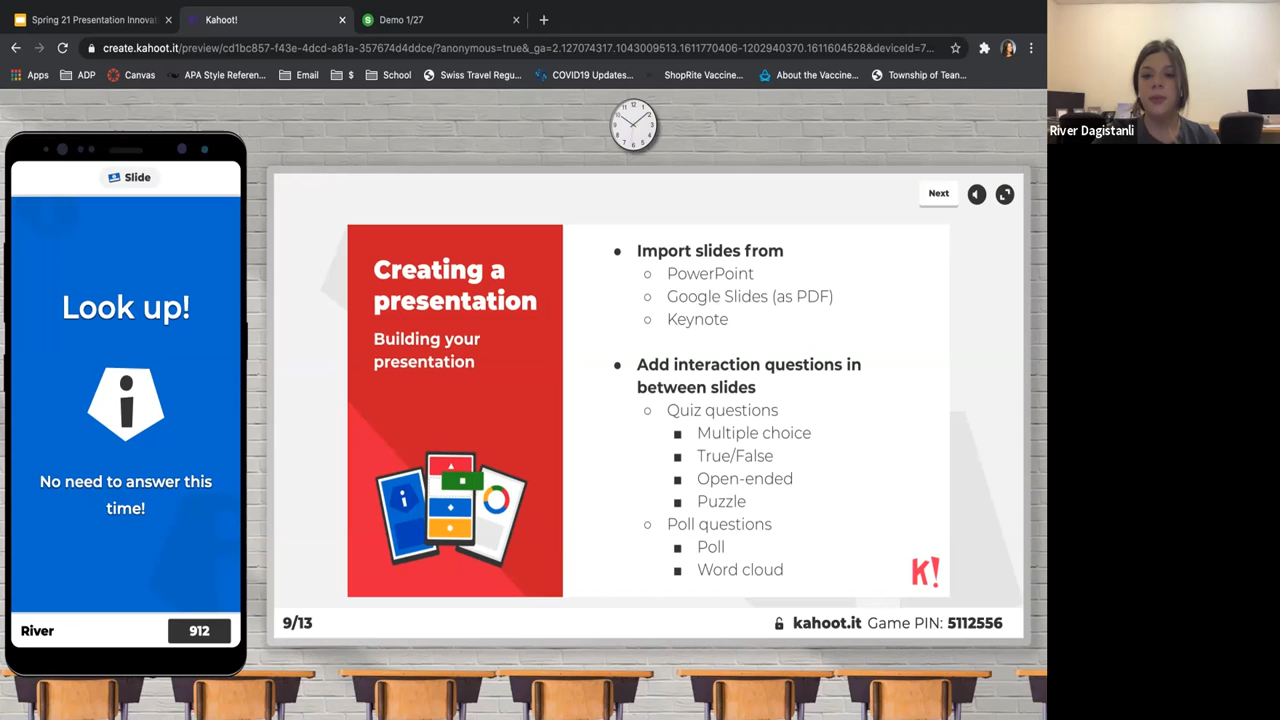 Spring 21 Presentation Innova
Kahoot!
Demo 1/27
create.kahoot.it/preview/cd1bc857-f43e-4dcd-a81a-357674d4ddce/?anonymous=true&_ga=2.127074317.1043009513.1611770406-1202940370.1611604528&deviceId=7...
Apps
ADP
Canvas
APA Style Referen...
Email
$
School
Swiss Travel Regu...
COVID19 Updates...
ShopRite Vaccine...
About the Vaccine...
Township of Tean...
River Dagistanli
Slide
Look up!
No need to answer this
time!
River
912
Next
Creating a
presentation
Building your
presentation
● Import slides from
○ PowerPoint
○ Google Slides (as PDF)
○ Keynote
● Add interaction questions in
between slides
○ Quiz questions
■ Multiple choice
■ True/False
■ Open-ended
■ Puzzle
○ Poll questions
■ Poll
■ Word cloud
K!
9/13
kahoot.it Game PIN: 5112556